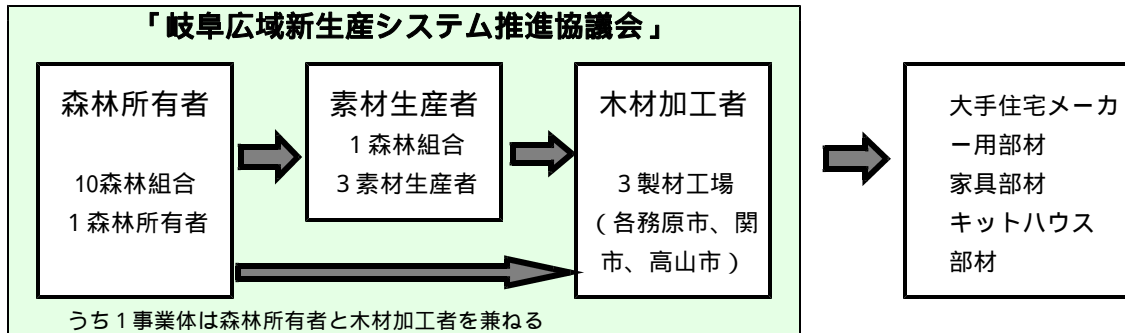 「岐阜広域新生産システム推進協議会」
森林所有者
10森林組合
1森林所有者
素材生産者
1森林組合
3素材生産者
木材加工者
3製材工場
(各務原市、関
市、高山市)
うち1事業体は森林所有者と木材加工者を兼ねる
大手住宅メーカ
ー用部材
家具部材
キットハウス
部材